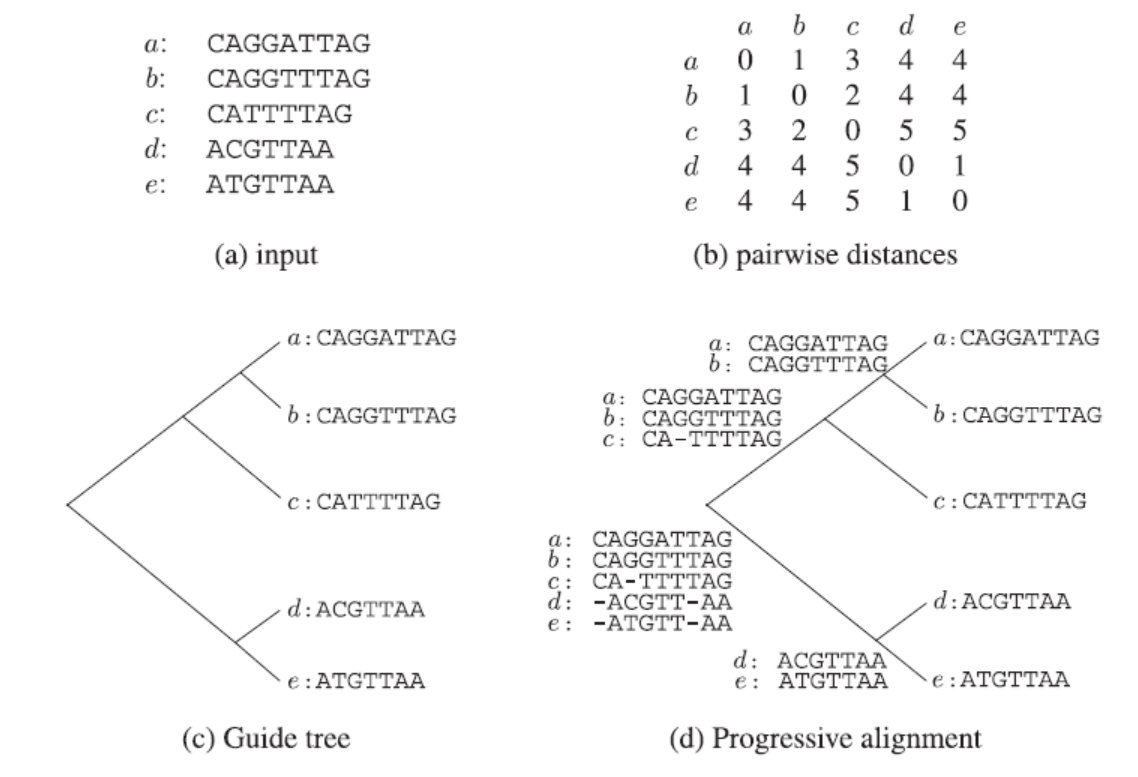 a: CAGGATTAG
b: CAGGTTTAG
c: CATTTTAG
d: ACGTTAA
e: ATGTTAA
(a) input
a b c d e
a 0 1 3 4 4
b 1 0 2 4 4
c 3 2 0 5 5
d 4 4 5 0 1
e 4 4 5 1 0
(b) pairwise distances
a:CAGGATTAG
b:CAGGTTTAG
c:CATTTTAG
d:ACGTTAA
e:ATGTTAA
(c) Guide tree
a: CAGGATTAG
b: CAGGTTTAG
a:CAGGATTAG
a: CAGGATTAG
b: CAGGTTTAG
c: CA-TTTTAG
b:CAGGTTTAG
c:CATTTTAG
a: CAGGATTAG
b: CAGGTTTAG
c: CA-TTTTAG
d: -ACGTT-AA
e: -ATGTT-AA
d:ACGTTAA
d: ACGTTAA
e: ATGTTAA
e:ATGTTAA
(d) Progressive alignment